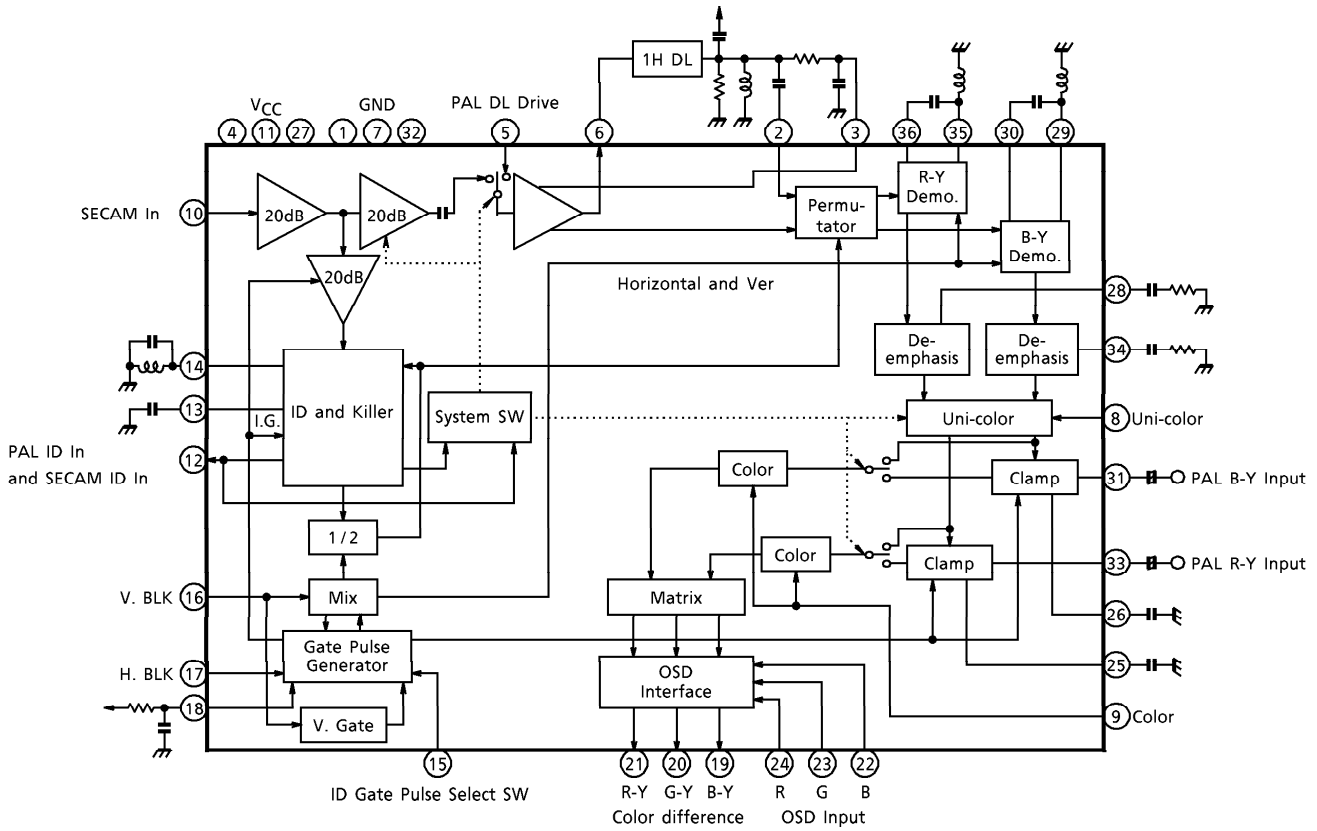 1H DL
VCC
GND
PAL DL Drive
4
11
27
1
7
32
5
6
2
3
36
35
30
29
SECAM In
10
20dB
20dB
20dB
Permu-
tator
R-Y
Demo.
B-Y
Demo.
Horizontal and Ver
28
34
De-
emphasis
De-
emphasis
14
13
I.G.
ID and Killer
System SW
Uni-color
8
Uni-color
PAL ID In
and SECAM ID In
12
Color
Clamp
31
PAL B-Y Input
1/2
Color
Clamp
33
PAL R-Y Input
V. BLK
16
Mix
Matrix
26
Gate Pulse
Generator
H. BLK
17
OSD
Interface
25
18
V. Gate
9
Color
15
21
20
19
24
23
22
ID Gate Pulse Select SW
R-Y
G-Y
B-Y
R
G
B
Color difference
OSD Input